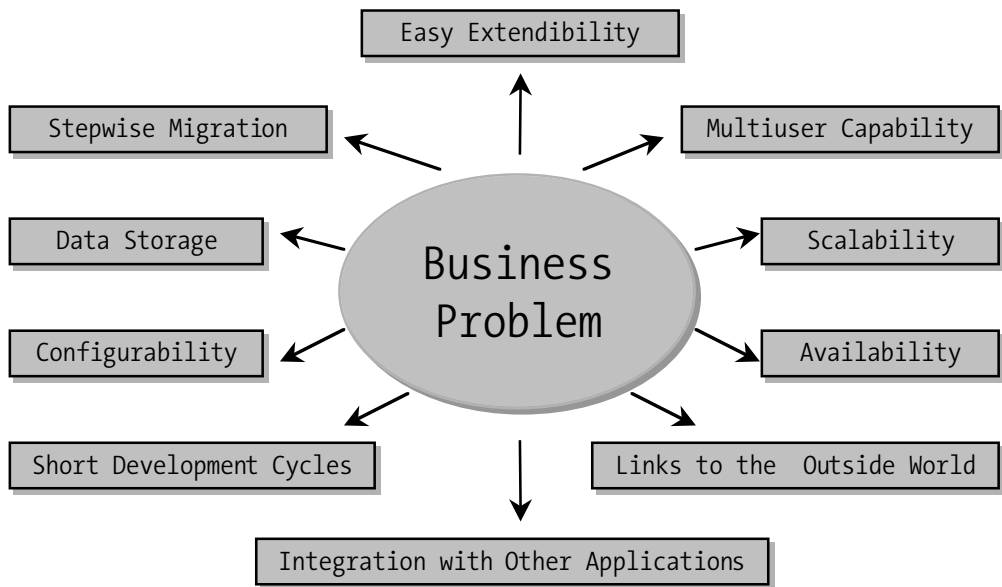 Easy Extendibility
Stepwise Migration
Multiuser Capability
Data Storage
Business
Problem
Scalability
Configurability
Availability
Short Development Cycles
Links to the Outside World
Integration with Other Applications